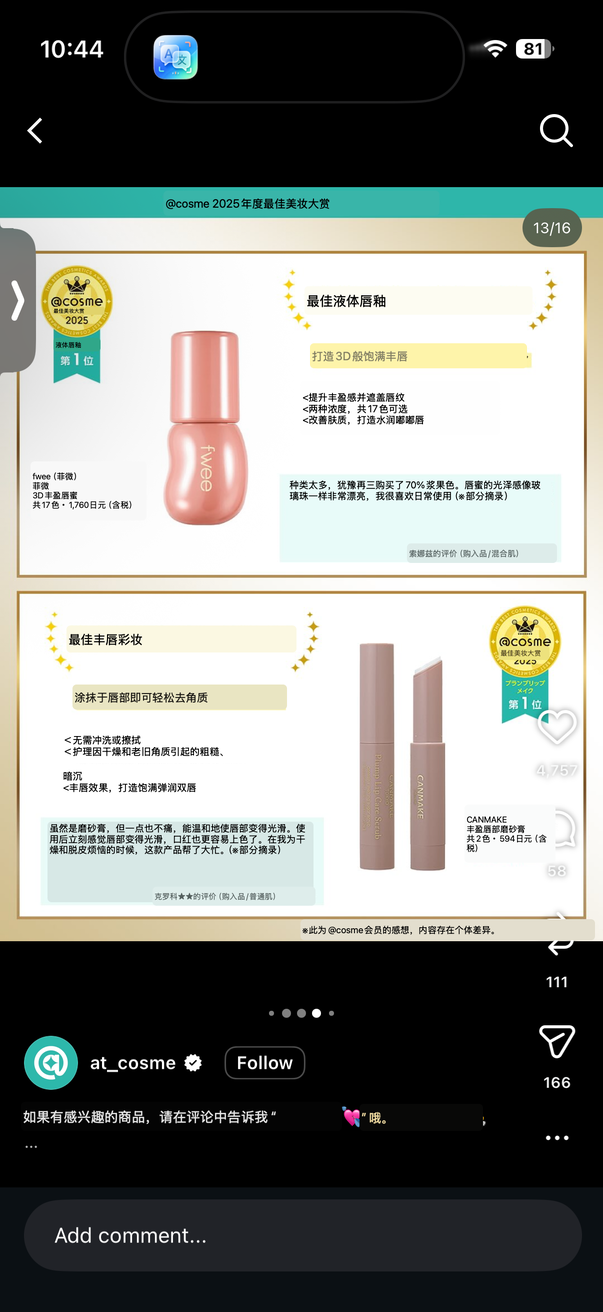 10:44
81
@cosme 2025年度最佳美妆大赏
13/16
@cosme
最佳美妆大赏
2025
液体唇釉
第1位
最佳液体唇釉
打造3D般饱满丰唇
<提升丰盈感并遮盖唇纹
<两种浓度，共17色可选
<改善肤质，打造水润嘟嘟唇
fwee
fwee (菲微)
菲微
3D丰盈唇蜜
共17色・1,760日元 (含税)
种类太多，犹豫再三购买了70%浆果色。唇蜜的光泽感像玻
璃珠一样非常漂亮，我很喜欢日常使用 (※部分摘录)
索娜兹的评价 (购入品/混合肌)
最佳丰唇彩妆
涂抹于唇部即可轻松去角质
<无需冲洗或擦拭
<护理因干燥和老旧角质引起的粗糙、
暗沉
<丰唇效果，打造饱满弹润双唇
虽然是磨砂膏，但一点也不痛，能温和地使唇部变得光滑。使
用后立刻感觉唇部变得光滑，口红也更容易上色了。在我为干
燥和脱皮烦恼的时候，这款产品帮了大忙。(※部分摘录)
克罗科★★的评价 (购入品/普通肌)
CANMAKE
@cosme
最佳美妆大赏
2025
プランプリップ
メイク
第1位
4,757
CANMAKE
丰盈唇部磨砂膏
共2色・594日元 (含
税)
58
※此为@cosme会员的感想，内容存在个体差异。
111
at_cosme
Follow
166
如果有感兴趣的商品，请在评论中告诉我 “ 💘 ” 哦。
...
Add comment...